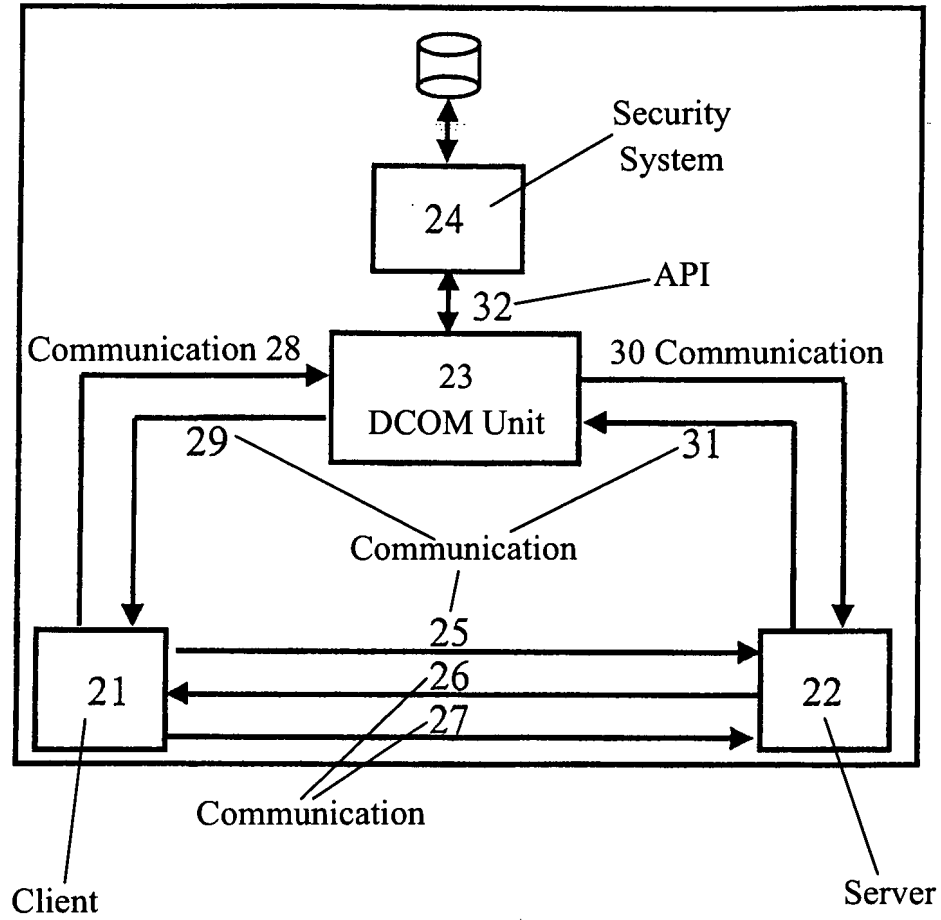 Security
System
24
API
32
Communication 28
30 Communication
23
DCOM Unit
29
31
Communication
25
26
27
21
22
Communication
Client
Server